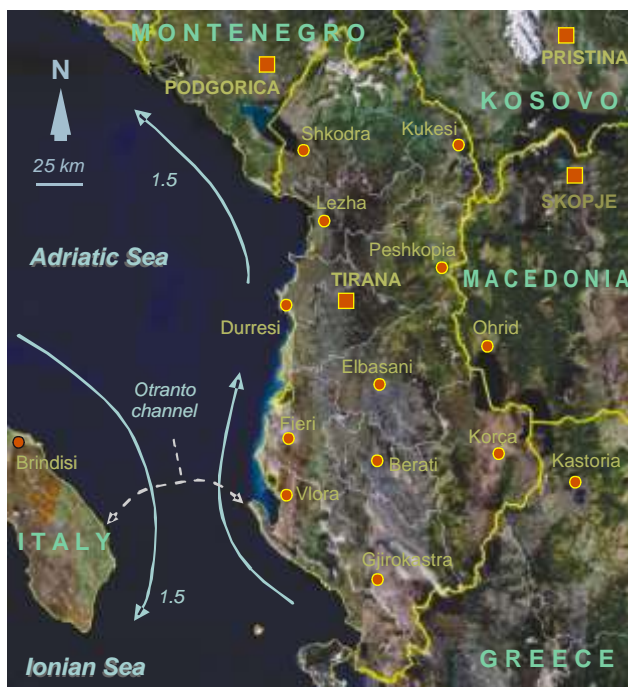 MONTENEGRO
PRISTINA
N
PODGORICA
KOSOVO
Shkodra
Kukesi
25 km
1.5
SKOPJE
Lezha
Adriatic Sea
Peshkopia
TIRANA
MACEDONIA
Durresi
Ohrid
Elbasani
Otranto
channel
Fieri
Korca
Brindisi
Berati
Kastoria
Vlora
ITALY
Gjirokastra
1.5
Ionian Sea
GREECE